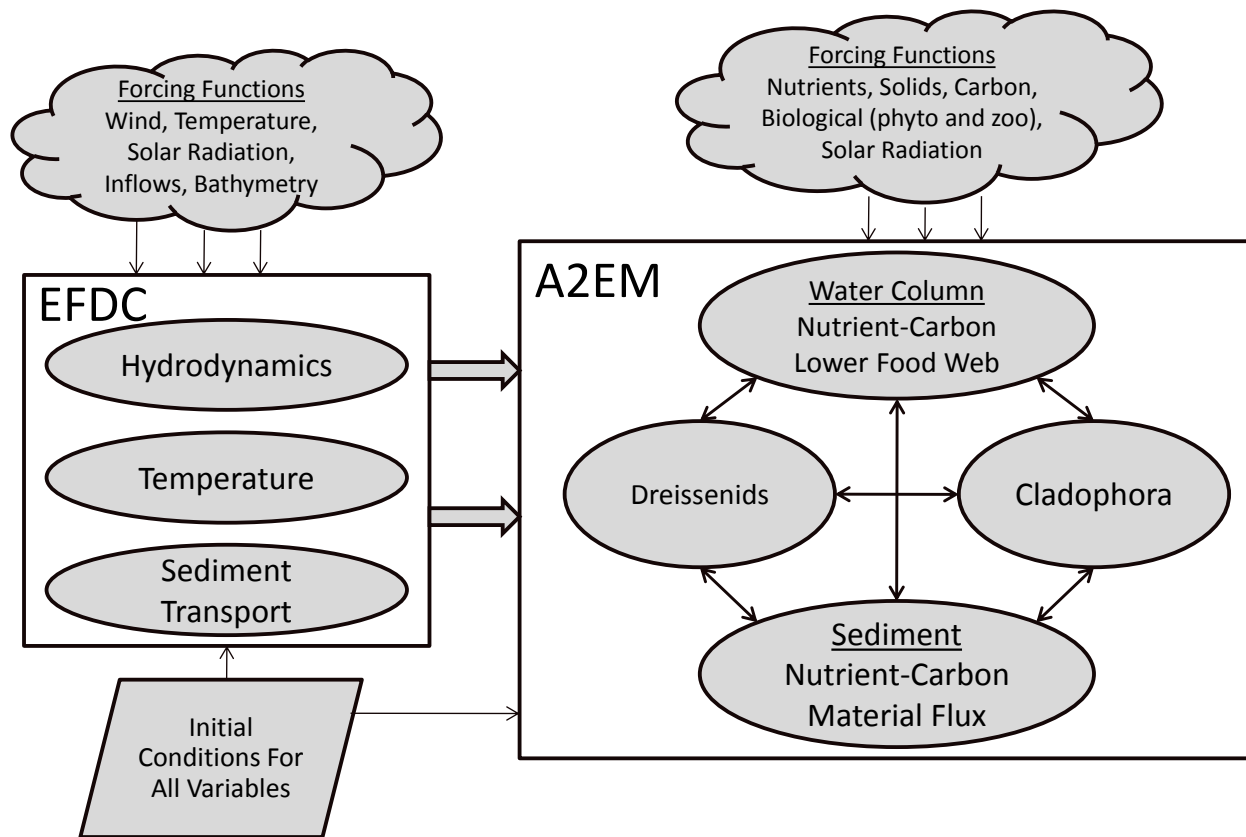 Forcing Functions
Wind, Temperature,
Solar Radiation,
Inflows, Bathymetry
Forcing Functions
Nutrients, Solids, Carbon,
Biological (phyto and zoo),
Solar Radiation
EFDC
Hydrodynamics
Temperature
Sediment
Transport
Initial
Conditions For
All Variables
A2EM
Water Column
Nutrient-Carbon
Lower Food Web
Dreissenids
Cladophora
Sediment
Nutrient-Carbon
Material Flux